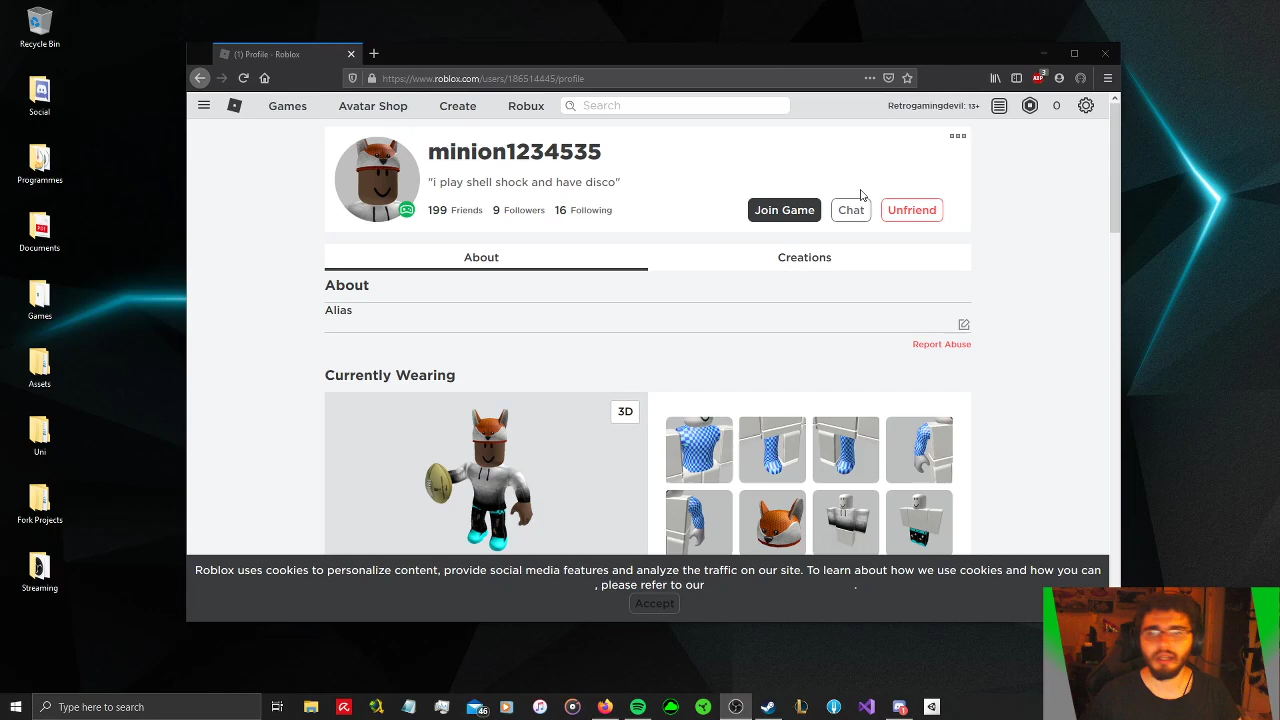 Recycle Bin
Social
Programmes
Documents
Games
Assets
Uni
Fork Projects
Streaming
(1) Profile - Roblox
https://www.roblox.com/users/186514445/profile
Games
Avatar Shop
Create
Robux
Search
Retrogamingdevil: 13+
0
minion1234535
"i play shell shock and have disco"
199 Friends 9 Followers 16 Following
Join Game
Chat
Unfriend
About
Creations
About
Alias
Report Abuse
Currently Wearing
3D
Roblox uses cookies to personalize content, provide social media features and analyze the traffic on our site. To learn about how we use cookies and how you can
, please refer to our .
Accept
Type here to search
46